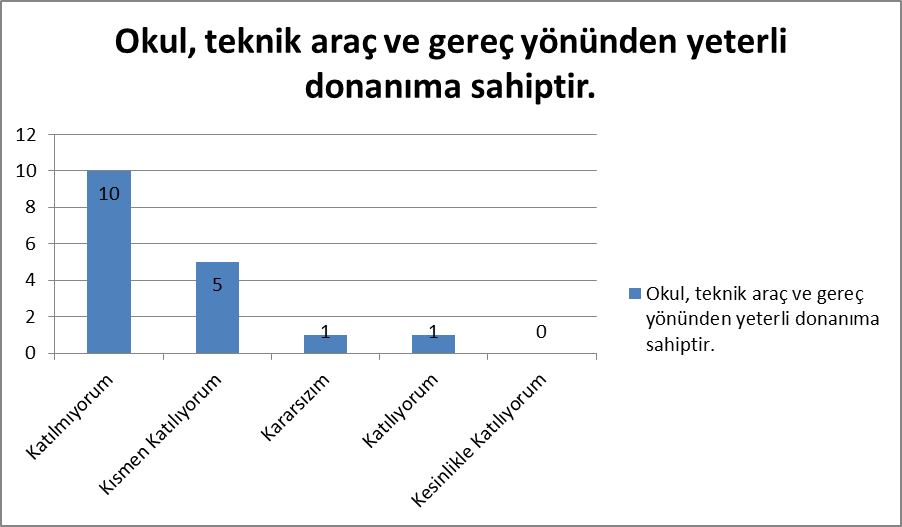 Okul, teknik araç ve gereç yönünden yeterli
donanıma sahiptir.
12
10
8
6
4
2
0
10
5
1
1
0
Katılmıyorum
Kısmen Katılıyorum
Kararsızım
Katılıyorum
Kesinlikle Katılıyorum
Okul, teknik araç ve gereç
yönünden yeterli donanıma
sahiptir.